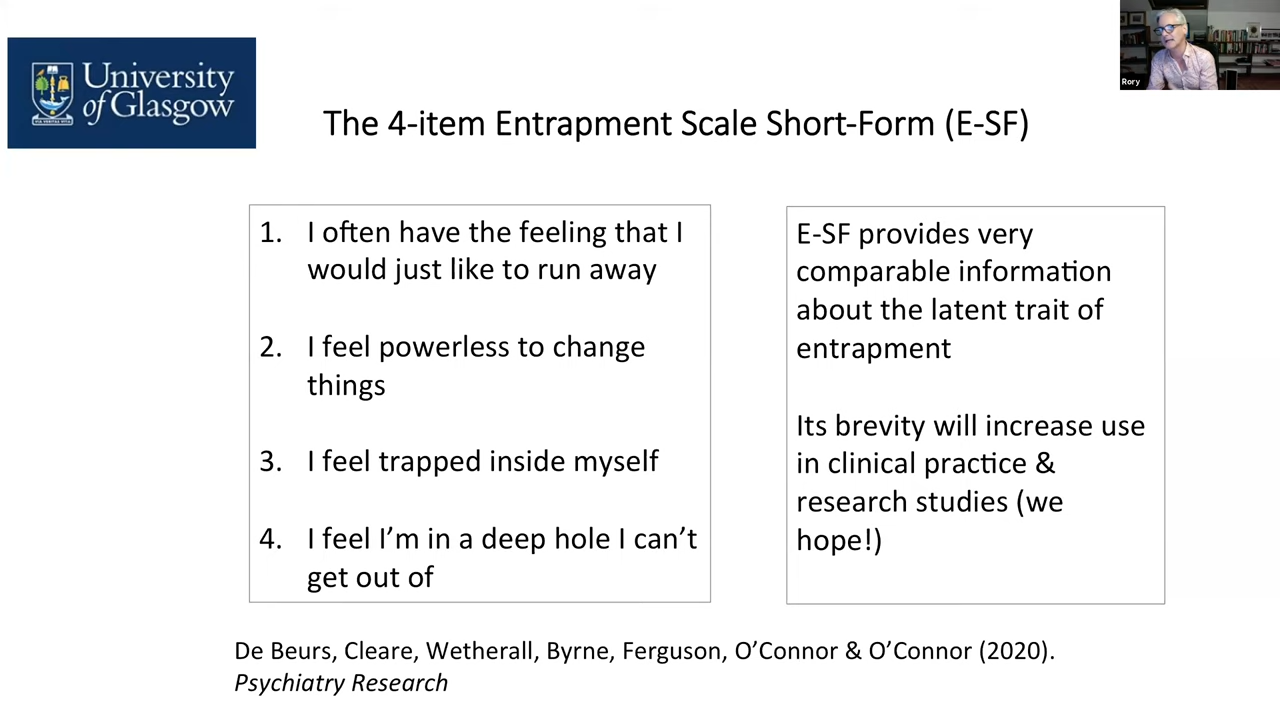 University
of Glasgow
Rory
The 4-item Entrapment Scale Short-Form (E-SF)
1. I often have the feeling that I
would just like to run away
2. I feel powerless to change
things
3. I feel trapped inside myself
4. I feel I’m in a deep hole I can’t
get out of
E-SF provides very
comparable information
about the latent trait of
entrapment
Its brevity will increase use
in clinical practice &
research studies (we
hope!)
De Beurs, Cleare, Wetherall, Byrne, Ferguson, O’Connor & O’Connor (2020).
Psychiatry Research